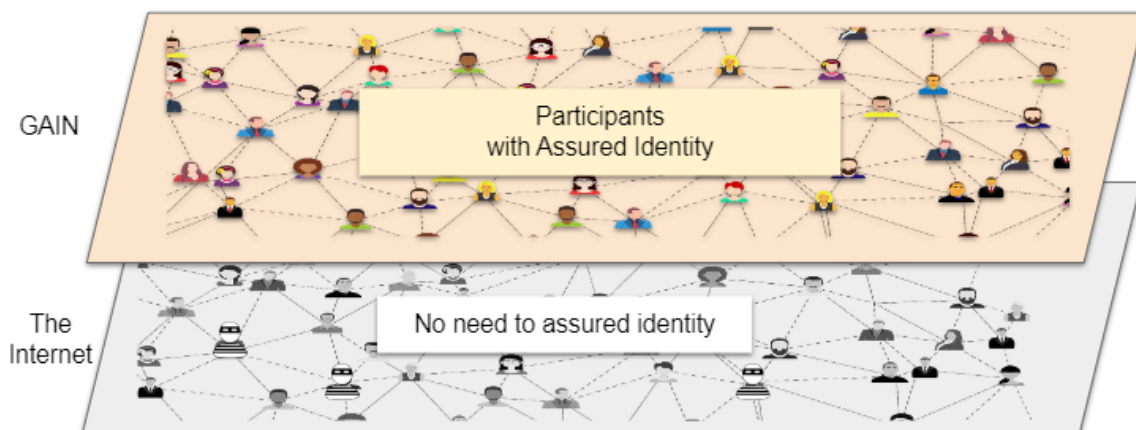 GAIN
Participants
with Assured Identity
The
Internet
No need to assured identity